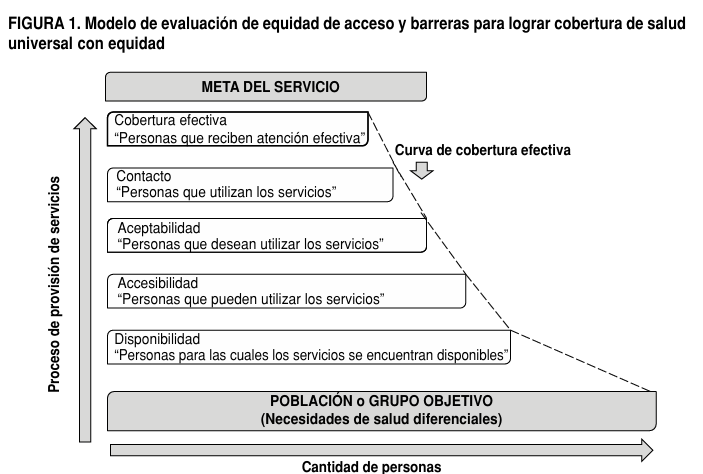 FIGURA 1. Modelo de evaluación de equidad de acceso y barreras para lograr cobertura de salud
universal con equidad
META DEL SERVICIO
Cobertura efectiva
“Personas que reciben atención efectiva”
Curva de cobertura efectiva
Contacto
“Personas que utilizan los servicios”
Aceptabilidad
“Personas que desean utilizar los servicios”
Accesibilidad
“Personas que pueden utilizar los servicios”
Disponibilidad
“Personas para las cuales los servicios se encuentran disponibles”
Proceso de provisión de servicios
POBLACIÓN o GRUPO OBJETIVO
(Necesidades de salud diferenciales)
Cantidad de personas